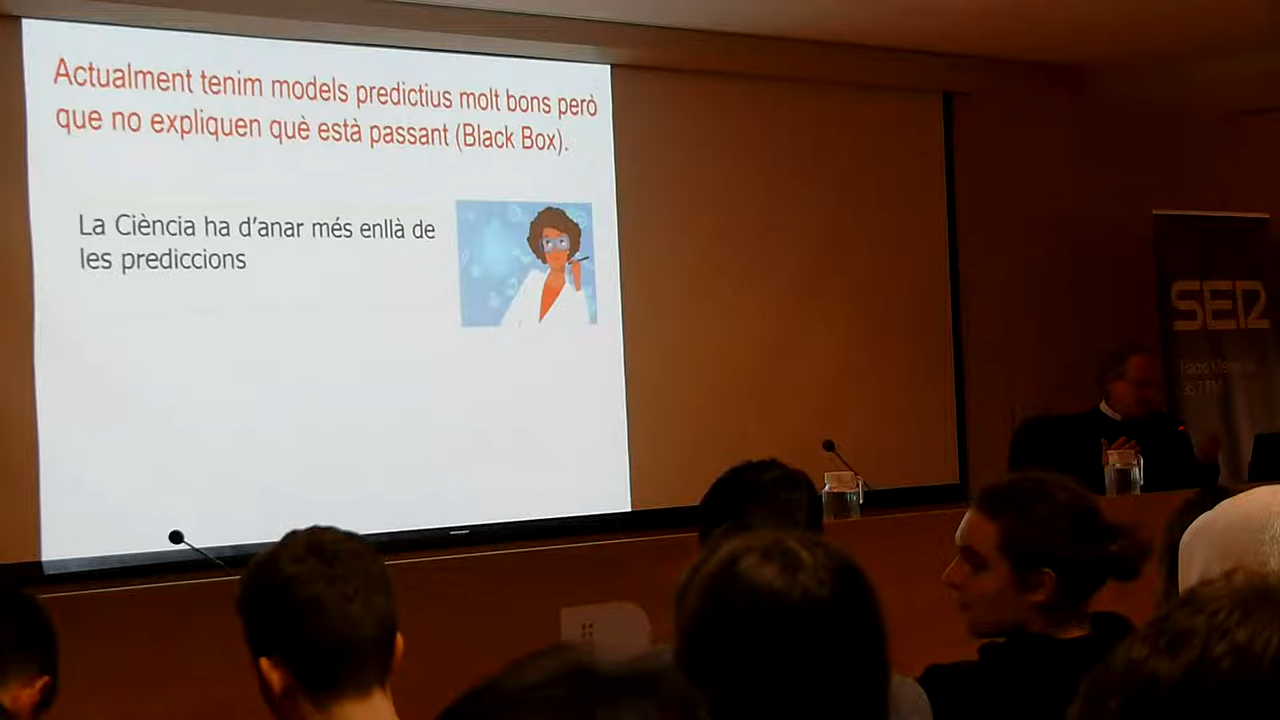 Actualment tenim models predictius molt bons però
que no expliquen què està passant (Black Box).
La Ciència ha d'anar més enllà de
les prediccions
SER